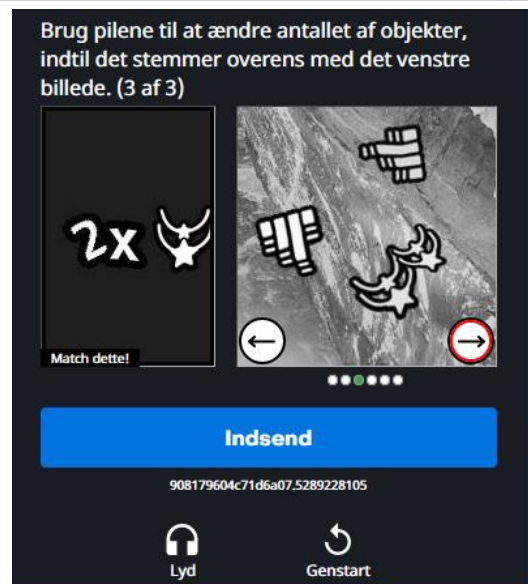 Brug pilene til at ændre antallet af objekter,
indtil det stemmer overens med det venstre
billede. (3 af 3)
2x
Match dette!
Indsend
908179604c71d6a07.5289228105
Lyd
Genstart